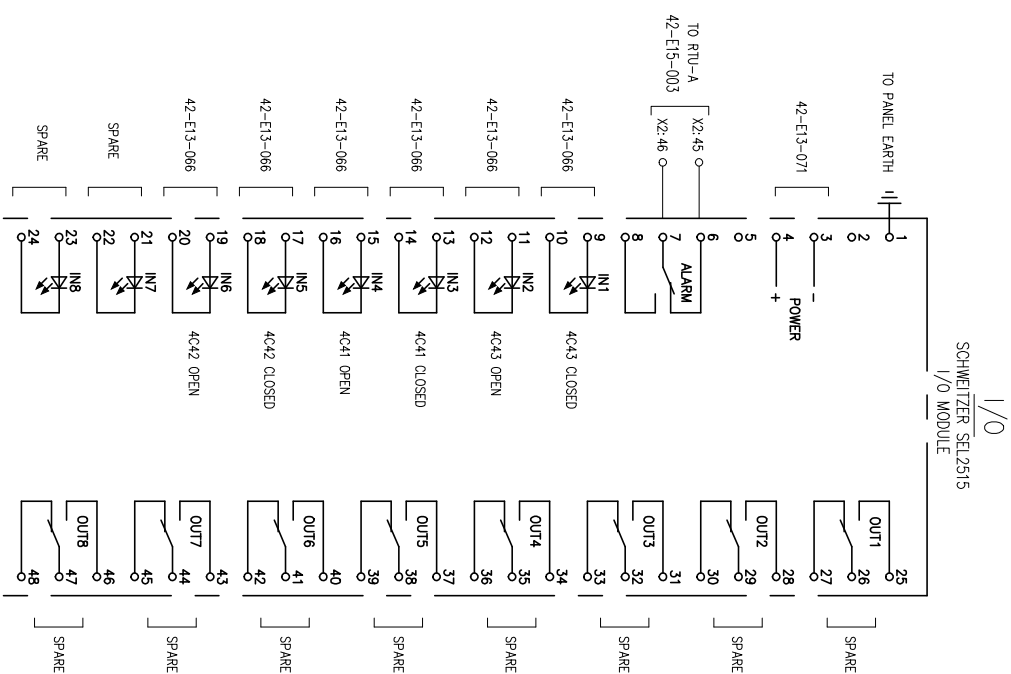 I/O
SCHWEITZER SEL2515
I/O MODULE
TO PANEL EARTH
1
2
42-E13-071
3
4
-
+
POWER
5
TO RTU-A
42-E15-003
X2:45
X2:46
6
7
8
ALARM
42-E13-066
9
10
IN1
4C43 CLOSED
42-E13-066
11
12
IN2
4C43 OPEN
42-E13-066
13
14
IN3
4C41 CLOSED
42-E13-066
15
16
IN4
4C41 OPEN
42-E13-066
17
18
IN5
4C42 CLOSED
42-E13-066
19
20
IN6
4C42 OPEN
SPARE
21
22
IN7
SPARE
23
24
IN8
OUT1
25
26
27
SPARE
OUT2
28
29
30
SPARE
OUT3
31
32
33
SPARE
OUT4
34
35
36
SPARE
OUT5
37
38
39
SPARE
OUT6
40
41
42
SPARE
OUT7
43
44
45
SPARE
OUT8
46
47
48
SPARE